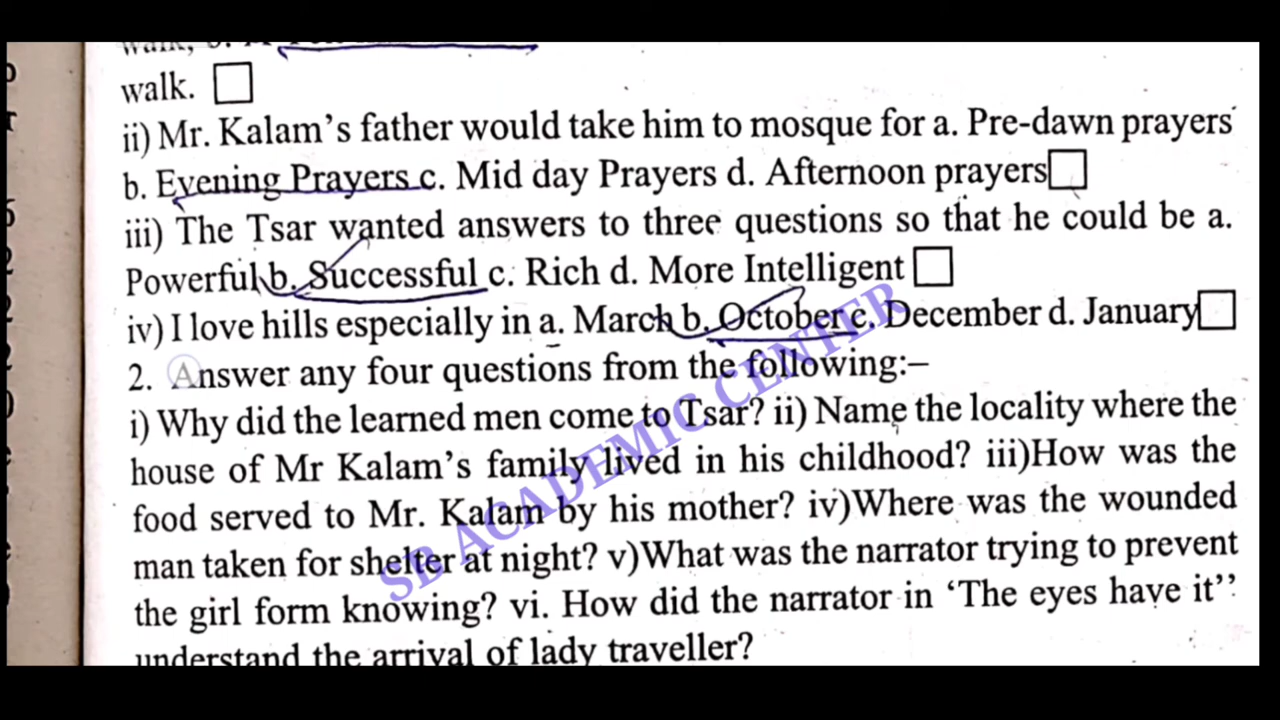 walk.
ii) Mr. Kalam's father would take him to mosque for a. Pre-dawn prayers
b. Evening Prayers c. Mid day Prayers d. Afternoon prayers
iii) The Tsar wanted answers to three questions so that he could be a.
Powerful b. Successful c. Rich d. More Intelligent
iv) I love hills especially in a. March b. October c. December d. January
2. Answer any four questions from the following:–
i) Why did the learned men come to Tsar? ii) Name the locality where the
house of Mr Kalam's family lived in his childhood? iii)How was the
food served to Mr. Kalam by his mother? iv)Where was the wounded
man taken for shelter at night? v)What was the narrator trying to prevent
the girl form knowing? vi. How did the narrator in ‘The eyes have it’’
understand the arrival of lady traveller?
SB ACADEMIC CENTER